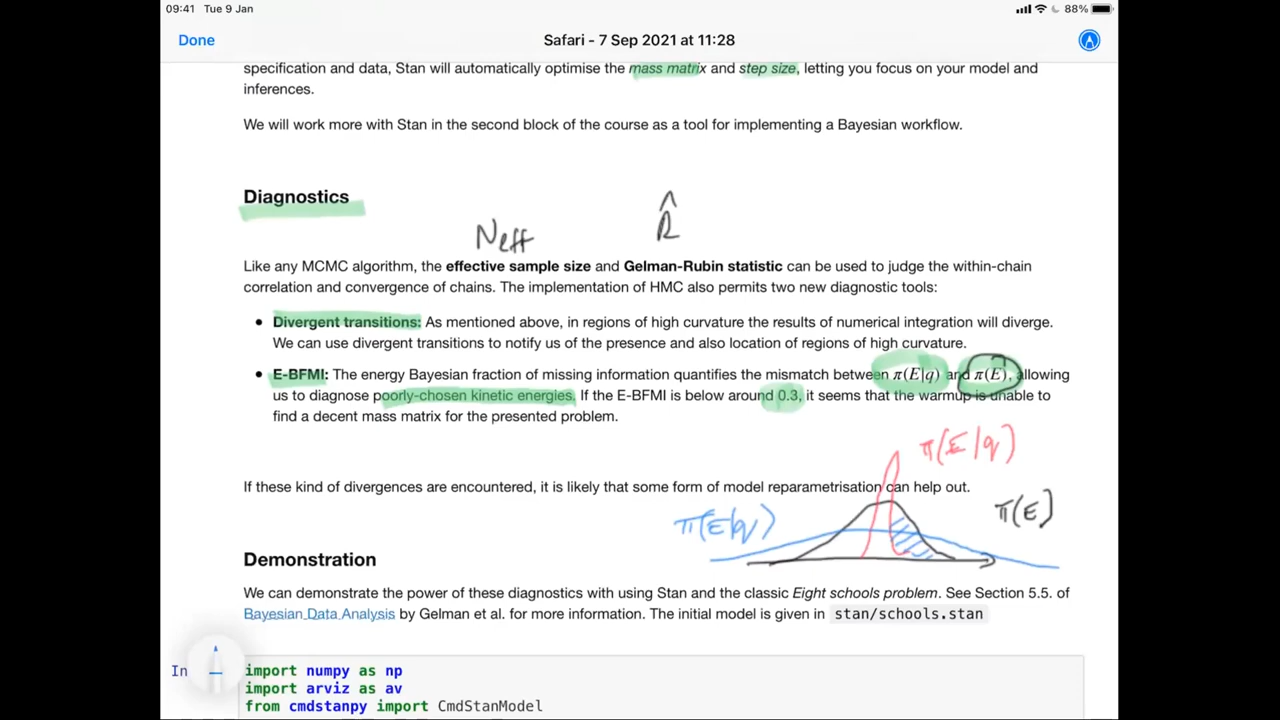 09:41 Tue 9 Jan 88%
Done Safari - 7 Sep 2021 at 11:28
specification and data, Stan will automatically optimise the mass matrix and step size, letting you focus on your model and
inferences.
We will work more with Stan in the second block of the course as a tool for implementing a Bayesian workflow.
Diagnostics
Neff R̂
Like any MCMC algorithm, the effective sample size and Gelman-Rubin statistic can be used to judge the within-chain
correlation and convergence of chains. The implementation of HMC also permits two new diagnostic tools:
• Divergent transitions: As mentioned above, in regions of high curvature the results of numerical integration will diverge.
We can use divergent transitions to notify us of the presence and also location of regions of high curvature.
• E-BFMI: The energy Bayesian fraction of missing information quantifies the mismatch between π(E|q) and π(E), allowing
us to diagnose poorly-chosen kinetic energies. If the E-BFMI is below around 0.3, it seems that the warmup is unable to
find a decent mass matrix for the presented problem.
π(E|q)
If these kind of divergences are encountered, it is likely that some form of model reparametrisation can help out.
π(E|q) π(E)
Demonstration
We can demonstrate the power of these diagnostics with using Stan and the classic Eight schools problem. See Section 5.5. of
Bayesian Data Analysis by Gelman et al. for more information. The initial model is given in stan/schools.stan
In import numpy as np
import arviz as av
from cmdstanpy import CmdStanModel